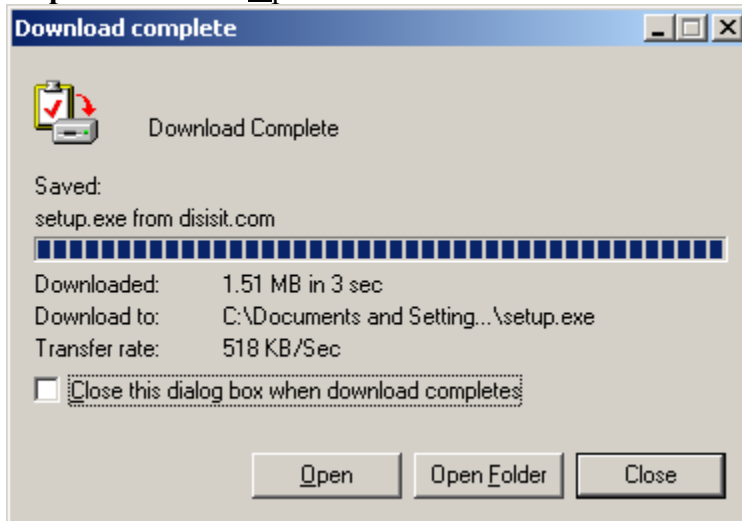 Download complete
Download Complete
Saved:
setup.exe from disisit.com
Downloaded: 1.51 MB in 3 sec
Download to: C:\Documents and Setting...\setup.exe
Transfer rate: 518 KB/Sec
Close this dialog box when download completes
Open Open Folder Close